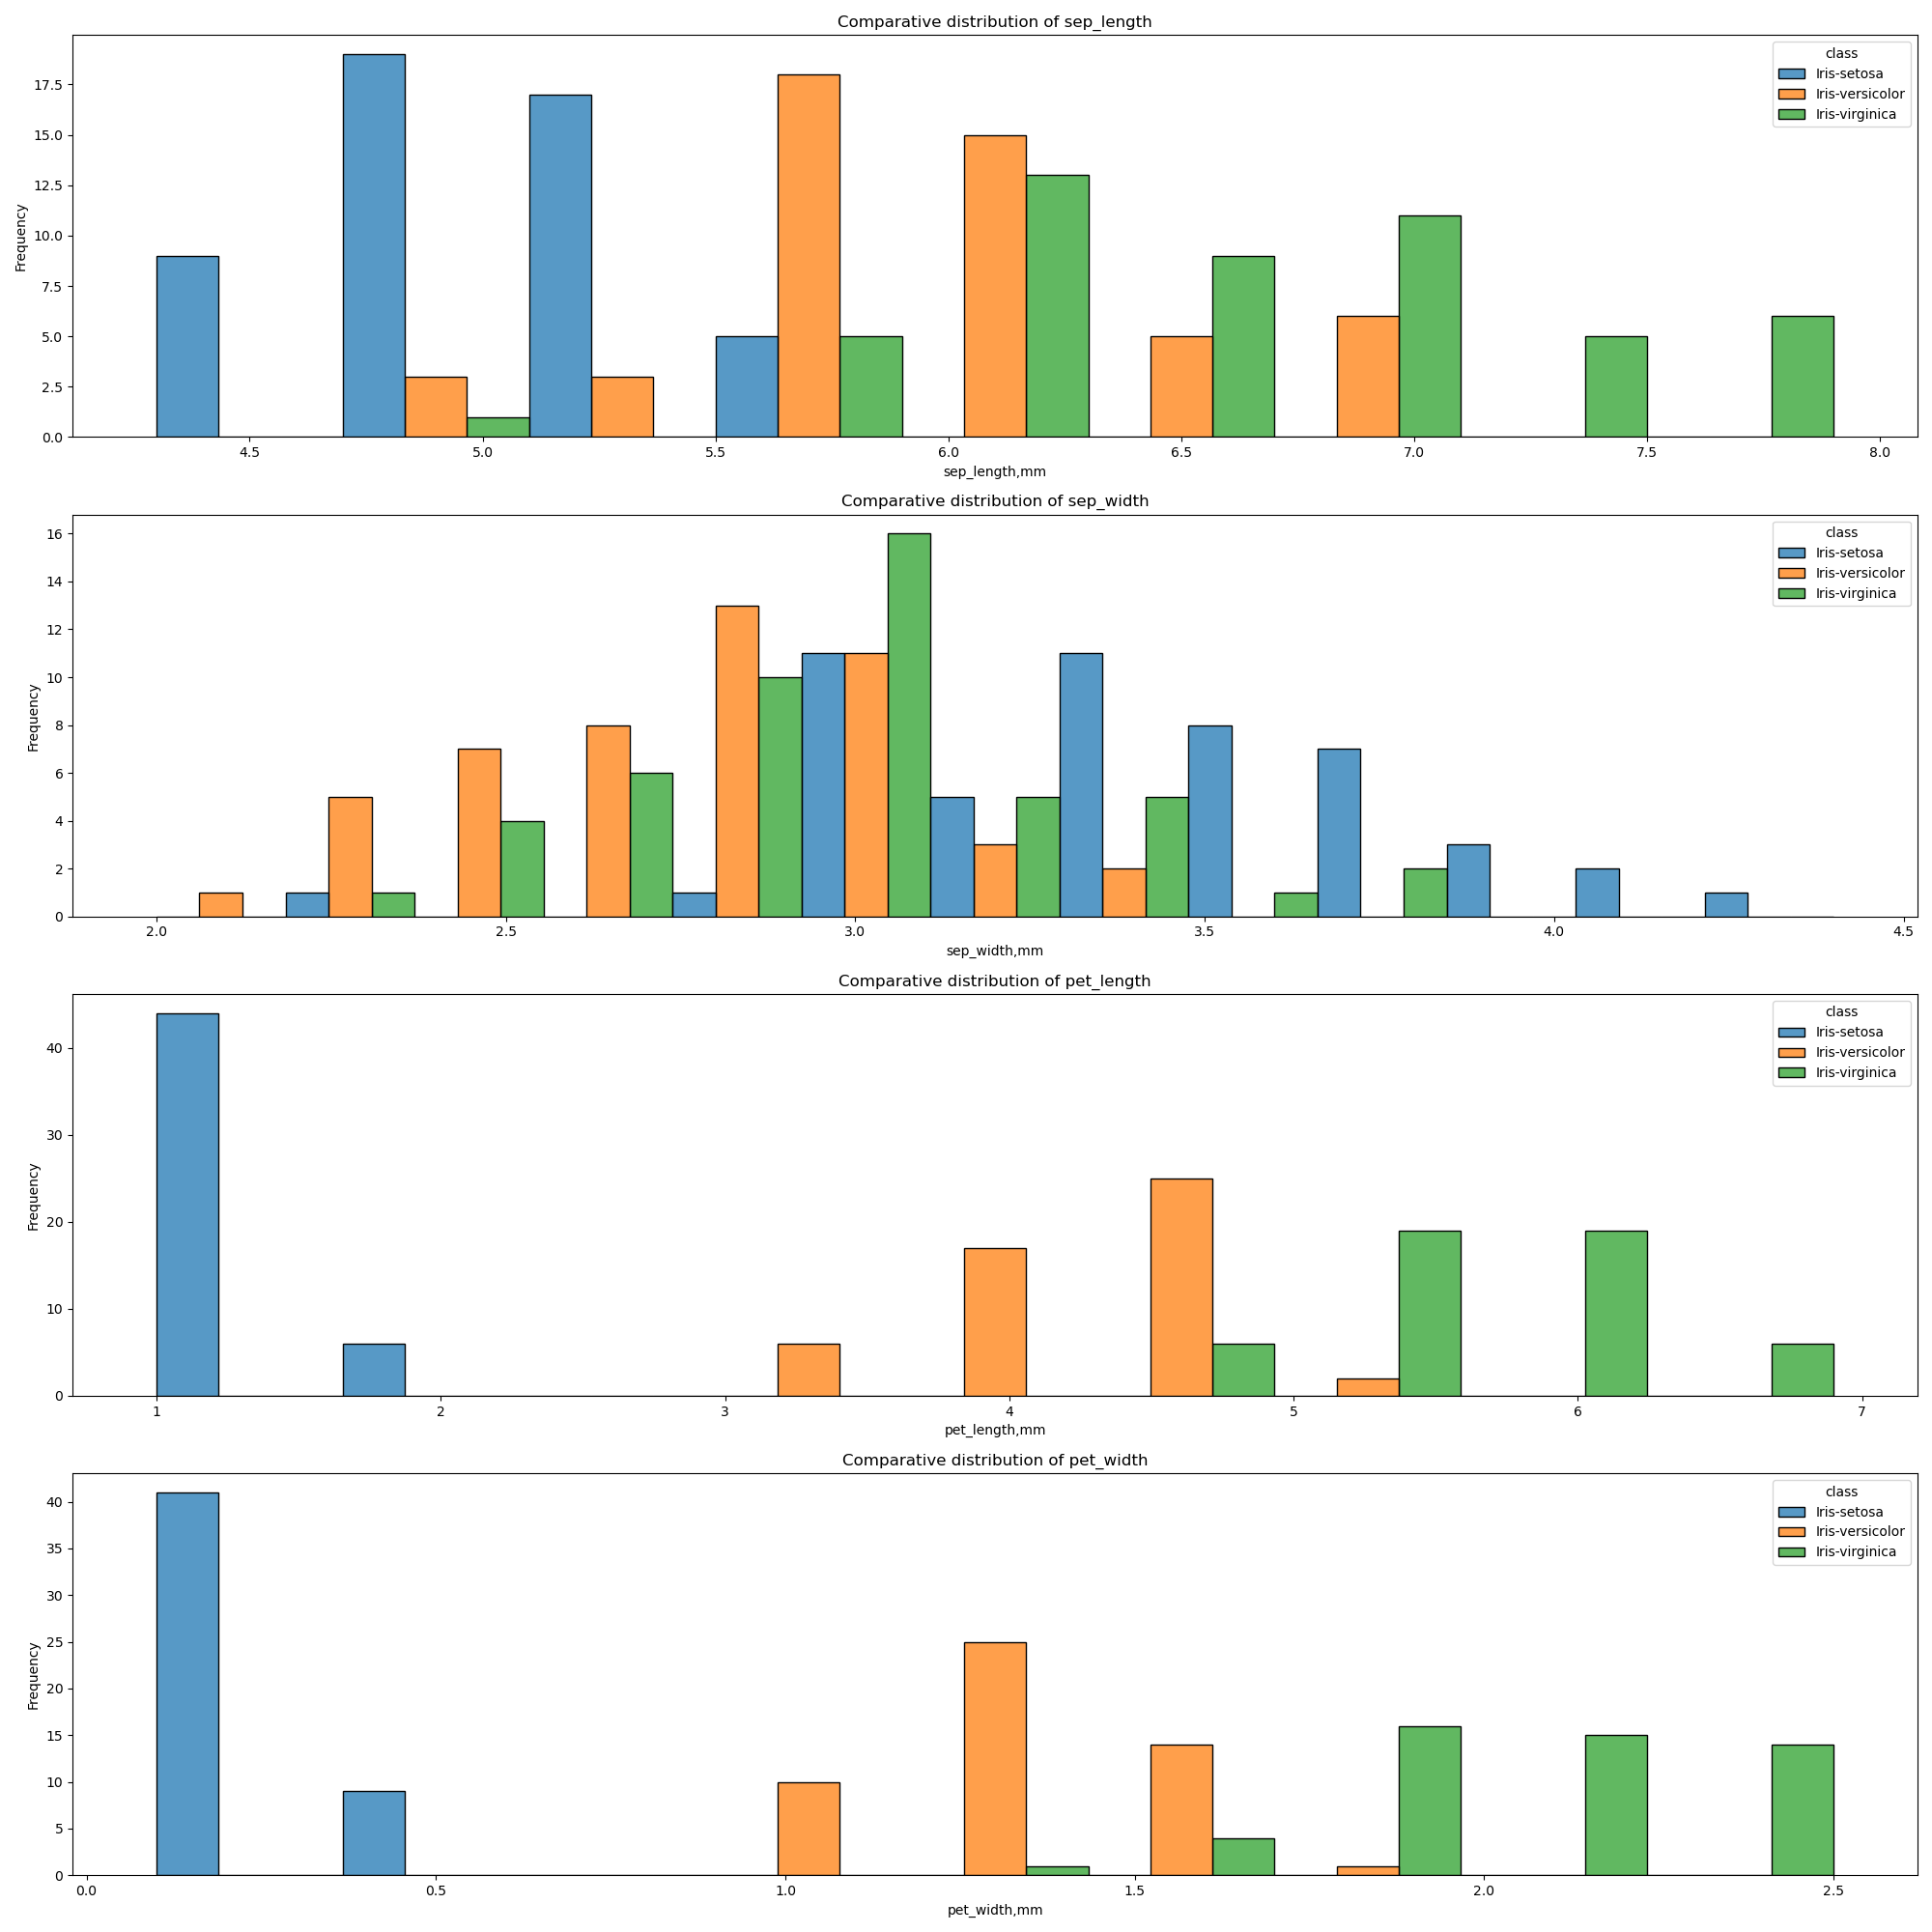 Comparative distribution of sep_length
class
Iris-setosa
Iris-versicolor
Iris-virginica
Frequency
17.5
15.0
12.5
10.0
7.5
5.0
2.5
0.0
4.5 5.0 5.5 6.0 6.5 7.0 7.5 8.0
sep_length,mm
Comparative distribution of sep_width
class
Iris-setosa
Iris-versicolor
Iris-virginica
Frequency
16
14
12
10
8
6
4
2
0
2.0 2.5 3.0 3.5 4.0 4.5
sep_width,mm
Comparative distribution of pet_length
class
Iris-setosa
Iris-versicolor
Iris-virginica
Frequency
40
30
20
10
0
1 2 3 4 5 6 7
pet_length,mm
Comparative distribution of pet_width
class
Iris-setosa
Iris-versicolor
Iris-virginica
Frequency
40
35
30
25
20
15
10
5
0
0.0 0.5 1.0 1.5 2.0 2.5
pet_width,mm